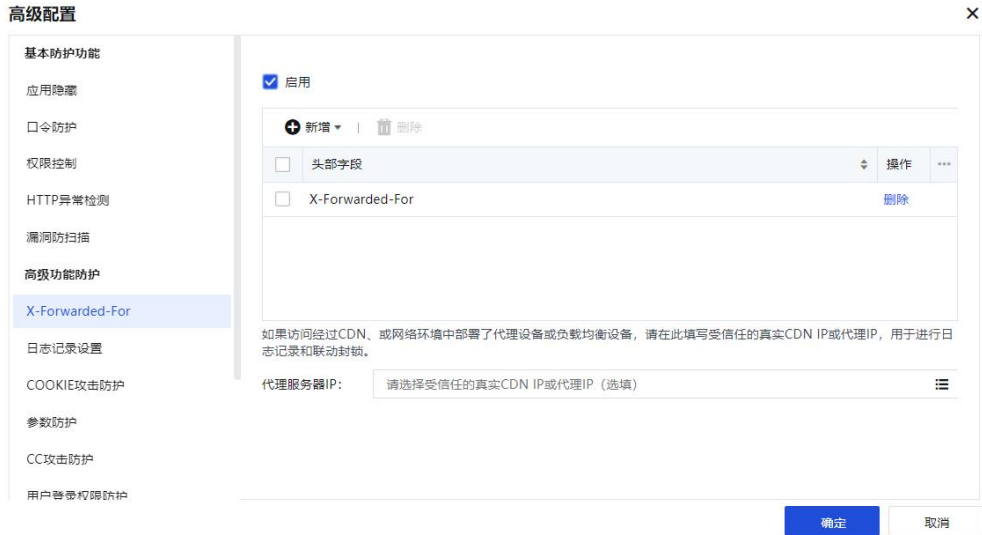 高级配置
基本防护功能
应用隐藏
口令防护
权限控制
HTTP异常检测
漏洞防扫描
高级功能防护
X-Forwarded-For
日志记录设置
COOKIE攻击防护
参数防护
CC攻击防护
用户登录权限防护
启用
新增 | 删除
头部字段 操作
X-Forwarded-For 删除
如果访问经过CDN、或网络环境中部署了代理设备或负载均衡设备，请在此填写受信任的真实CDN IP或代理IP，用于进行日
志记录和联动封锁。
代理服务器IP： 请选择受信任的真实CDN IP或代理IP（选填）
确定 取消